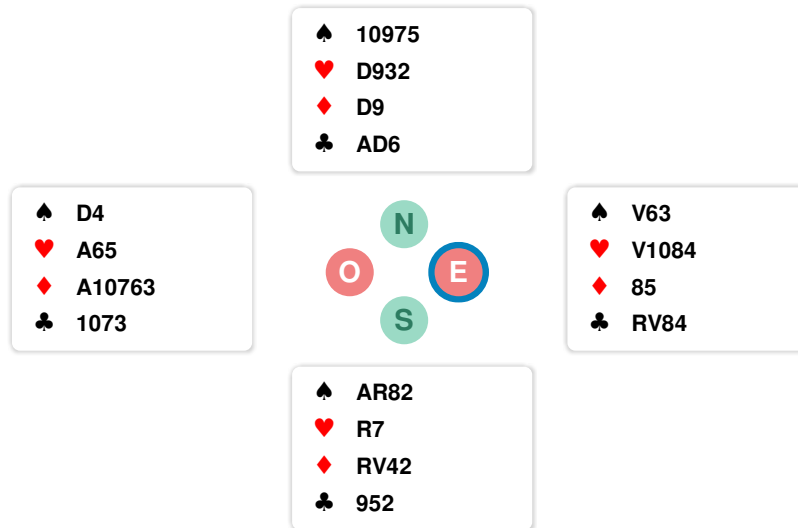 ♠ 10975
♥ D932
♦ D9
♣ AD6
♠ D4
♥ A65
♦ A10763
♣ 1073
N
O
E
S
♠ V63
♥ V1084
♦ 85
♣ RV84
♠ AR82
♥ R7
♦ RV42
♣ 952